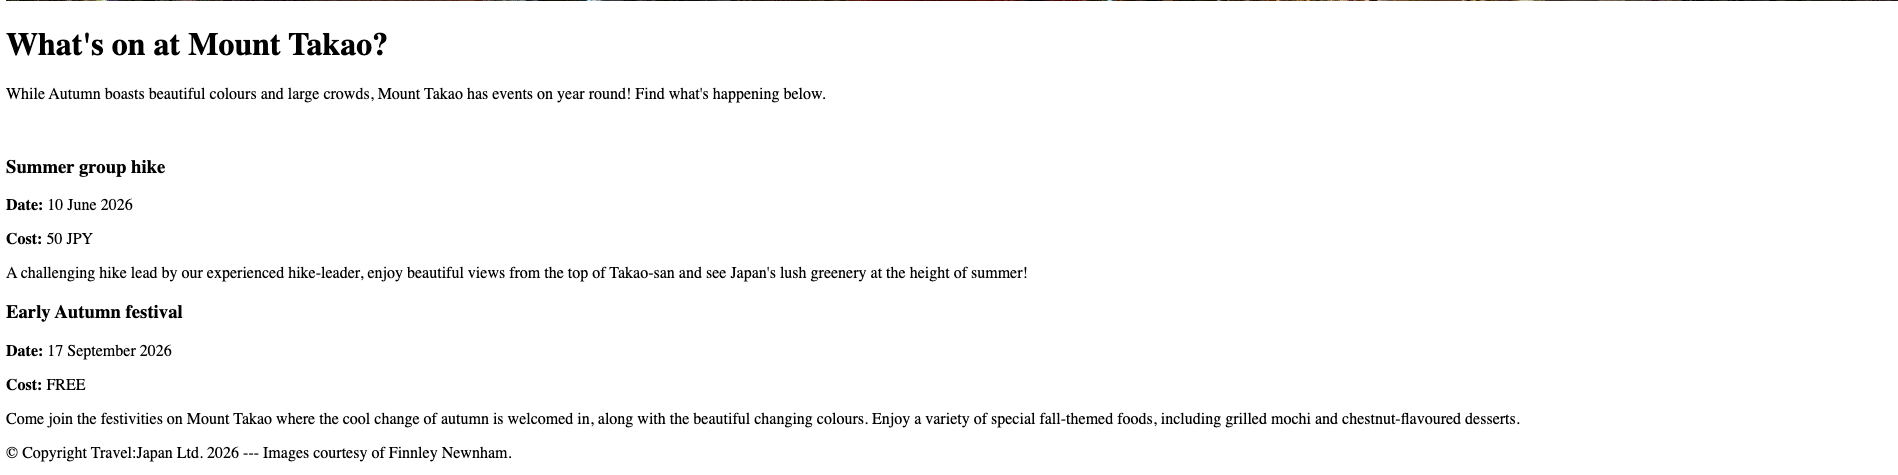 What's on at Mount Takao?
While Autumn boasts beautiful colours and large crowds, Mount Takao has events on year round! Find what's happening below.
Summer group hike
Date: 10 June 2026
Cost: 50 JPY
A challenging hike lead by our experienced hike-leader, enjoy beautiful views from the top of Takao-san and see Japan's lush greenery at the height of summer!
Early Autumn festival
Date: 17 September 2026
Cost: FREE
Come join the festivities on Mount Takao where the cool change of autumn is welcomed in, along with the beautiful changing colours. Enjoy a variety of special fall-themed foods, including grilled mochi and chestnut-flavoured desserts.
© Copyright Travel:Japan Ltd. 2026 --- Images courtesy of Finnley Newnham.